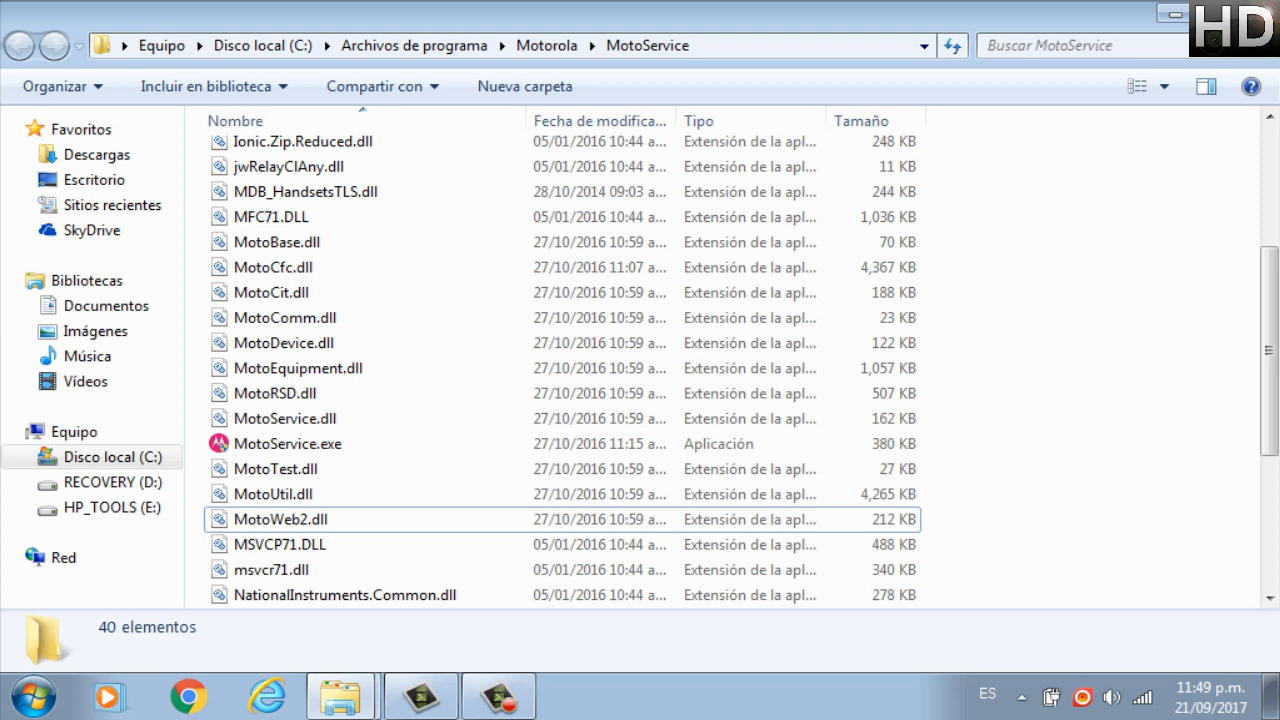 HD
Equipo Disco local (C:) Archivos de programa Motorola MotoService Buscar MotoService
Organizar Incluir en biblioteca Compartir con Nueva carpeta
Favoritos
Descargas
Escritorio
Sitios recientes
SkyDrive
Bibliotecas
Documentos
Imágenes
Música
Vídeos
Equipo
Disco local (C:)
RECOVERY (D:)
HP_TOOLS (E:)
Red
Nombre Fecha de modifica... Tipo Tamaño
Ionic.Zip.Reduced.dll 05/01/2016 10:44 a... Extensión de la apl... 248 KB
jwRelayClAny.dll 05/01/2016 10:44 a... Extensión de la apl... 11 KB
MDB_HandsetsTLS.dll 28/10/2014 09:03 a... Extensión de la apl... 244 KB
MFC71.DLL 05/01/2016 10:44 a... Extensión de la apl... 1,036 KB
MotoBase.dll 27/10/2016 10:59 a... Extensión de la apl... 70 KB
MotoCfc.dll 27/10/2016 11:07 a... Extensión de la apl... 4,367 KB
MotoCit.dll 27/10/2016 10:59 a... Extensión de la apl... 188 KB
MotoComm.dll 27/10/2016 10:59 a... Extensión de la apl... 23 KB
MotoDevice.dll 27/10/2016 10:59 a... Extensión de la apl... 122 KB
MotoEquipment.dll 27/10/2016 10:59 a... Extensión de la apl... 1,057 KB
MotoRSD.dll 27/10/2016 10:59 a... Extensión de la apl... 507 KB
MotoService.dll 27/10/2016 10:59 a... Extensión de la apl... 162 KB
MotoService.exe 27/10/2016 11:15 a... Aplicación 380 KB
MotoTest.dll 27/10/2016 10:59 a... Extensión de la apl... 27 KB
MotoUtil.dll 27/10/2016 10:59 a... Extensión de la apl... 4,265 KB
MotoWeb2.dll 27/10/2016 10:59 a... Extensión de la apl... 212 KB
MSVCP71.DLL 05/01/2016 10:44 a... Extensión de la apl... 488 KB
msvcr71.dll 05/01/2016 10:44 a... Extensión de la apl... 340 KB
NationalInstruments.Common.dll 05/01/2016 10:44 a... Extensión de la apl... 278 KB
40 elementos
ES 11:49 p.m.
21/09/2017